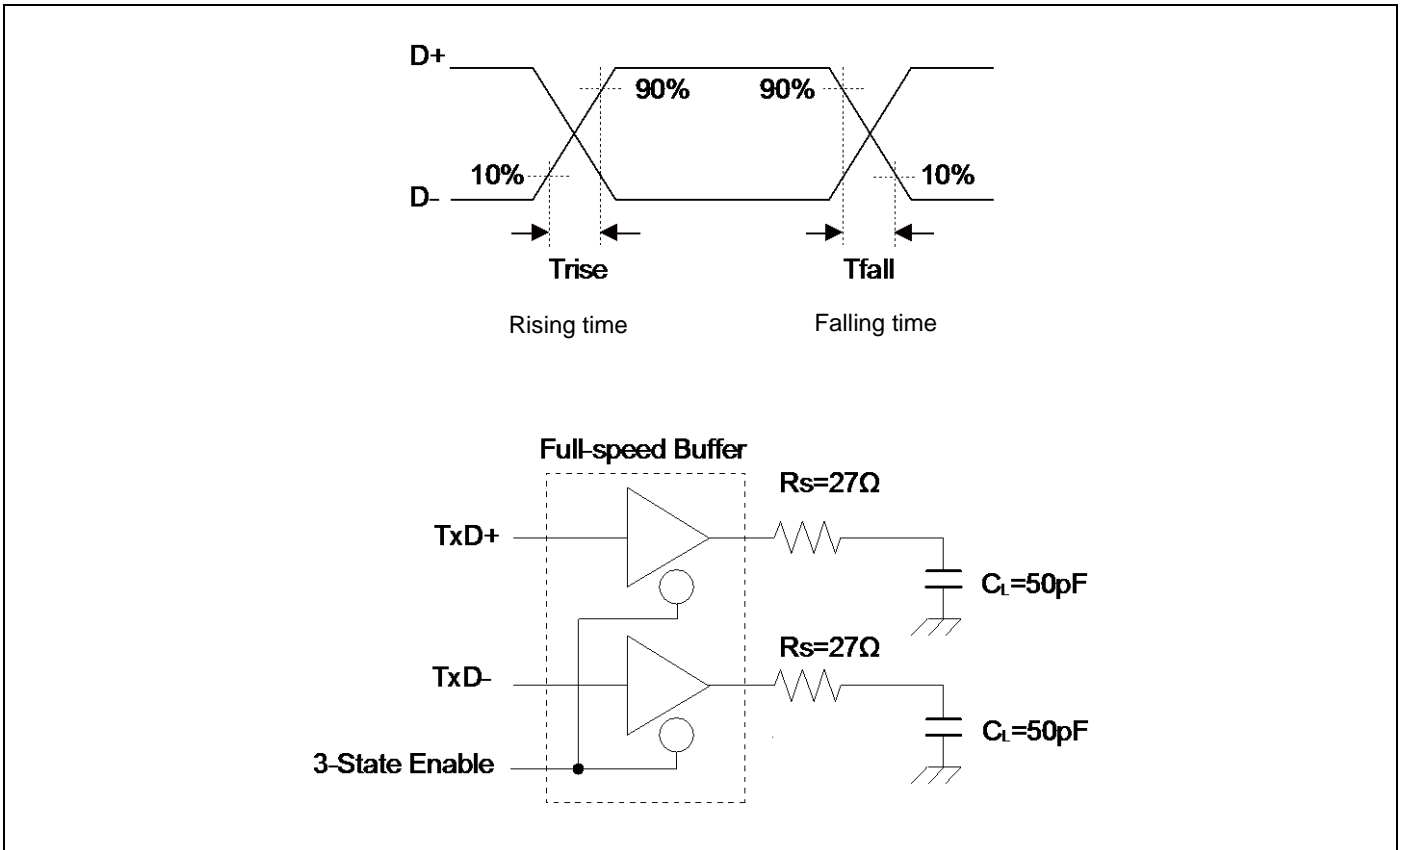 D+
90%
90%
10%
10%
D-
Trise
Tfall
Rising time
Falling time
Full-speed Buffer
Rs=27Ω
TxD+
CL=50pF
Rs=27Ω
TxD-
CL=50pF
3-State Enable